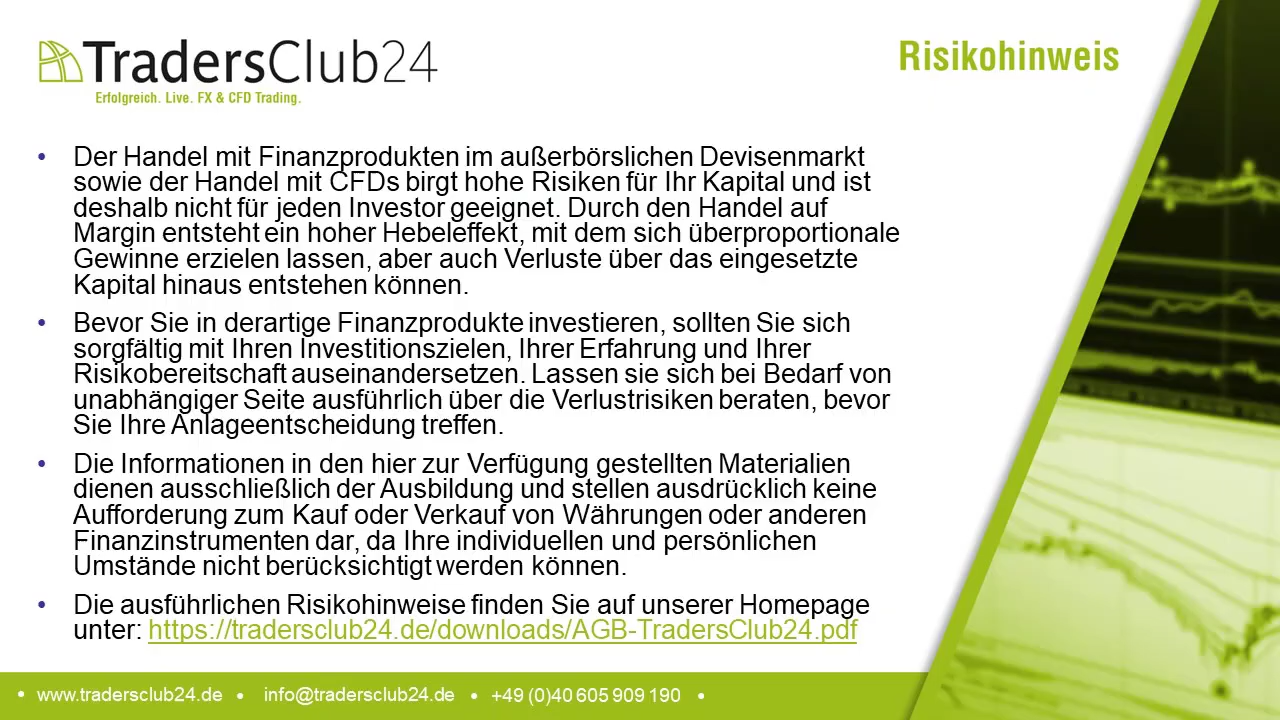 TradersClub24
Erfolgreich. Live. FX & CFD Trading.
Risikohinweis
• Der Handel mit Finanzprodukten im außerbörslichen Devisenmarkt
sowie der Handel mit CFDs birgt hohe Risiken für Ihr Kapital und ist
deshalb nicht für jeden Investor geeignet. Durch den Handel auf
Margin entsteht ein hoher Hebeleffekt, mit dem sich überproportionale
Gewinne erzielen lassen, aber auch Verluste über das eingesetzte
Kapital hinaus entstehen können.
• Bevor Sie in derartige Finanzprodukte investieren, sollten Sie sich
sorgfältig mit Ihren Investitionszielen, Ihrer Erfahrung und Ihrer
Risikobereitschaft auseinandersetzen. Lassen sie sich bei Bedarf von
unabhängiger Seite ausführlich über die Verlustrisiken beraten, bevor
Sie Ihre Anlageentscheidung treffen.
• Die Informationen in den hier zur Verfügung gestellten Materialien
dienen ausschließlich der Ausbildung und stellen ausdrücklich keine
Aufforderung zum Kauf oder Verkauf von Währungen oder anderen
Finanzinstrumenten dar, da Ihre individuellen und persönlichen
Umstände nicht berücksichtigt werden können.
• Die ausführlichen Risikohinweise finden Sie auf unserer Homepage
unter: https://tradersclub24.de/downloads/AGB-TradersClub24.pdf
• www.tradersclub24.de • info@tradersclub24.de • +49 (0)40 605 909 190 •